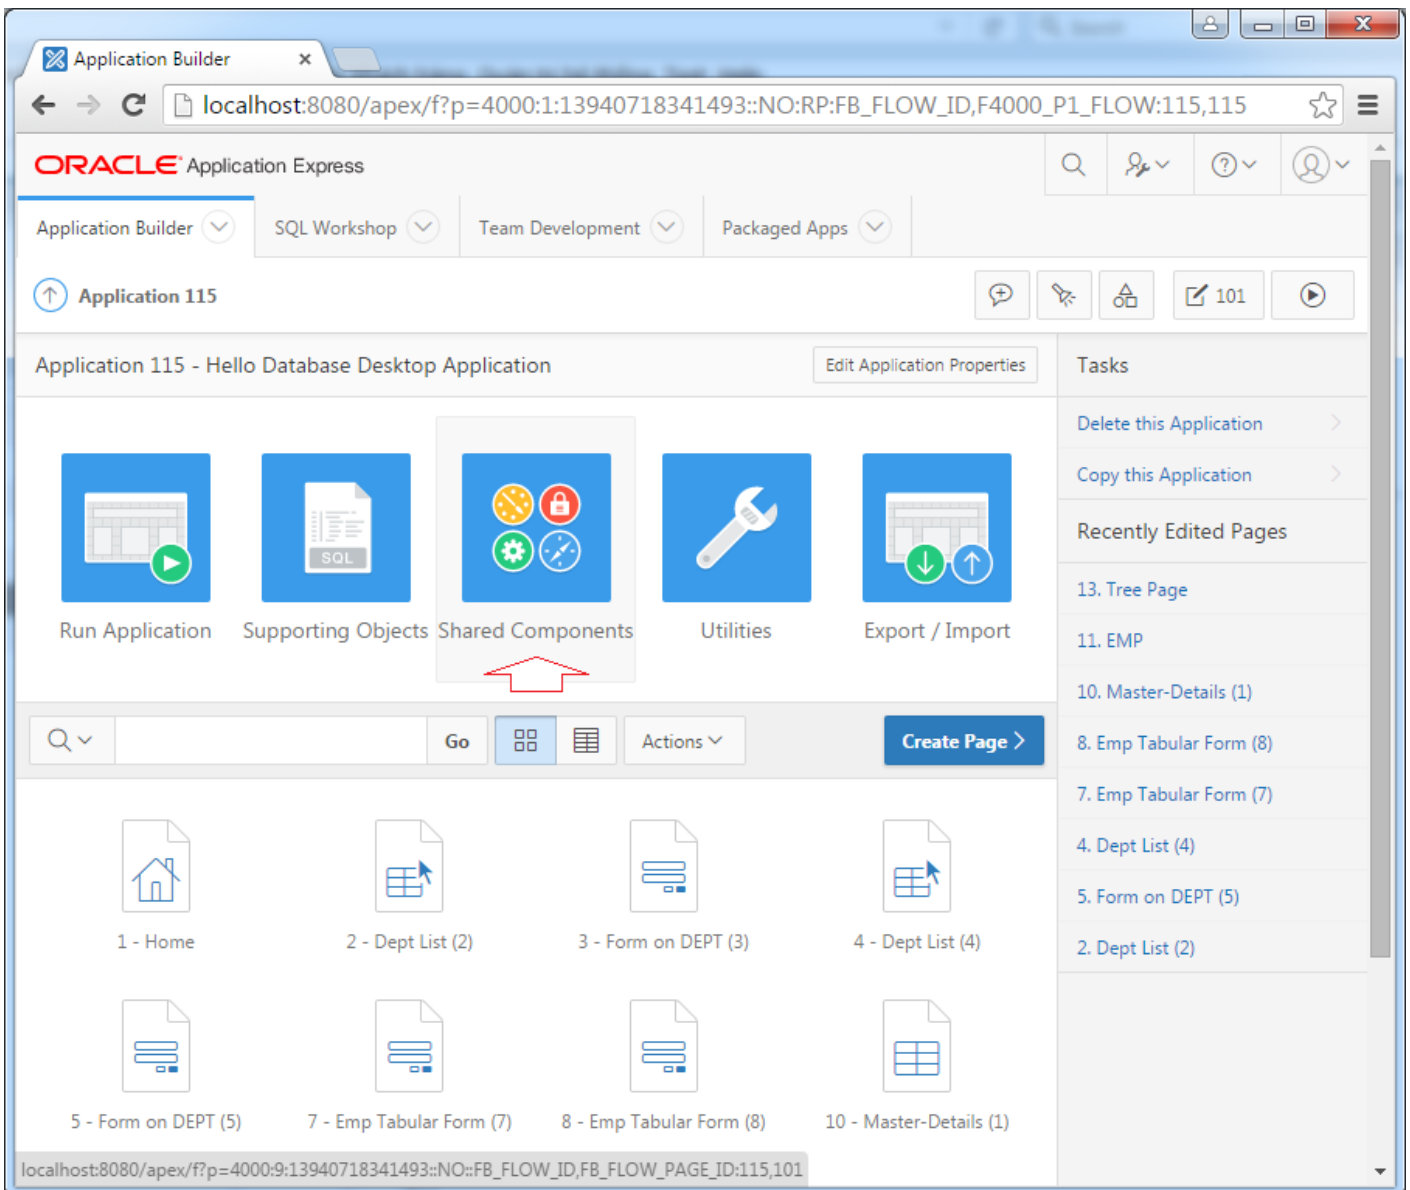 Application Builder
localhost:8080/apex/f?p=4000:1:13940718341493::NO:RP:FB_FLOW_ID,F4000_P1_FLOW:115,115
ORACLE Application Express
Application Builder SQL Workshop Team Development Packaged Apps
Application 115
101
Application 115 - Hello Database Desktop Application
Edit Application Properties
Tasks
Delete this Application
Copy this Application
SQL
Run Application Supporting Objects Shared Components Utilities Export / Import
Recently Edited Pages
13. Tree Page
11. EMP
10. Master-Details (1)
8. Emp Tabular Form (8)
7. Emp Tabular Form (7)
4. Dept List (4)
5. Form on DEPT (5)
2. Dept List (2)
Go Actions Create Page
1 - Home 2 - Dept List (2) 3 - Form on DEPT (3) 4 - Dept List (4)
5 - Form on DEPT (5) 7 - Emp Tabular Form (7) 8 - Emp Tabular Form (8) 10 - Master-Details (1)
localhost:8080/apex/f?p=4000:9:13940718341493::NO::FB_FLOW_ID,FB_FLOW_PAGE_ID:115,101